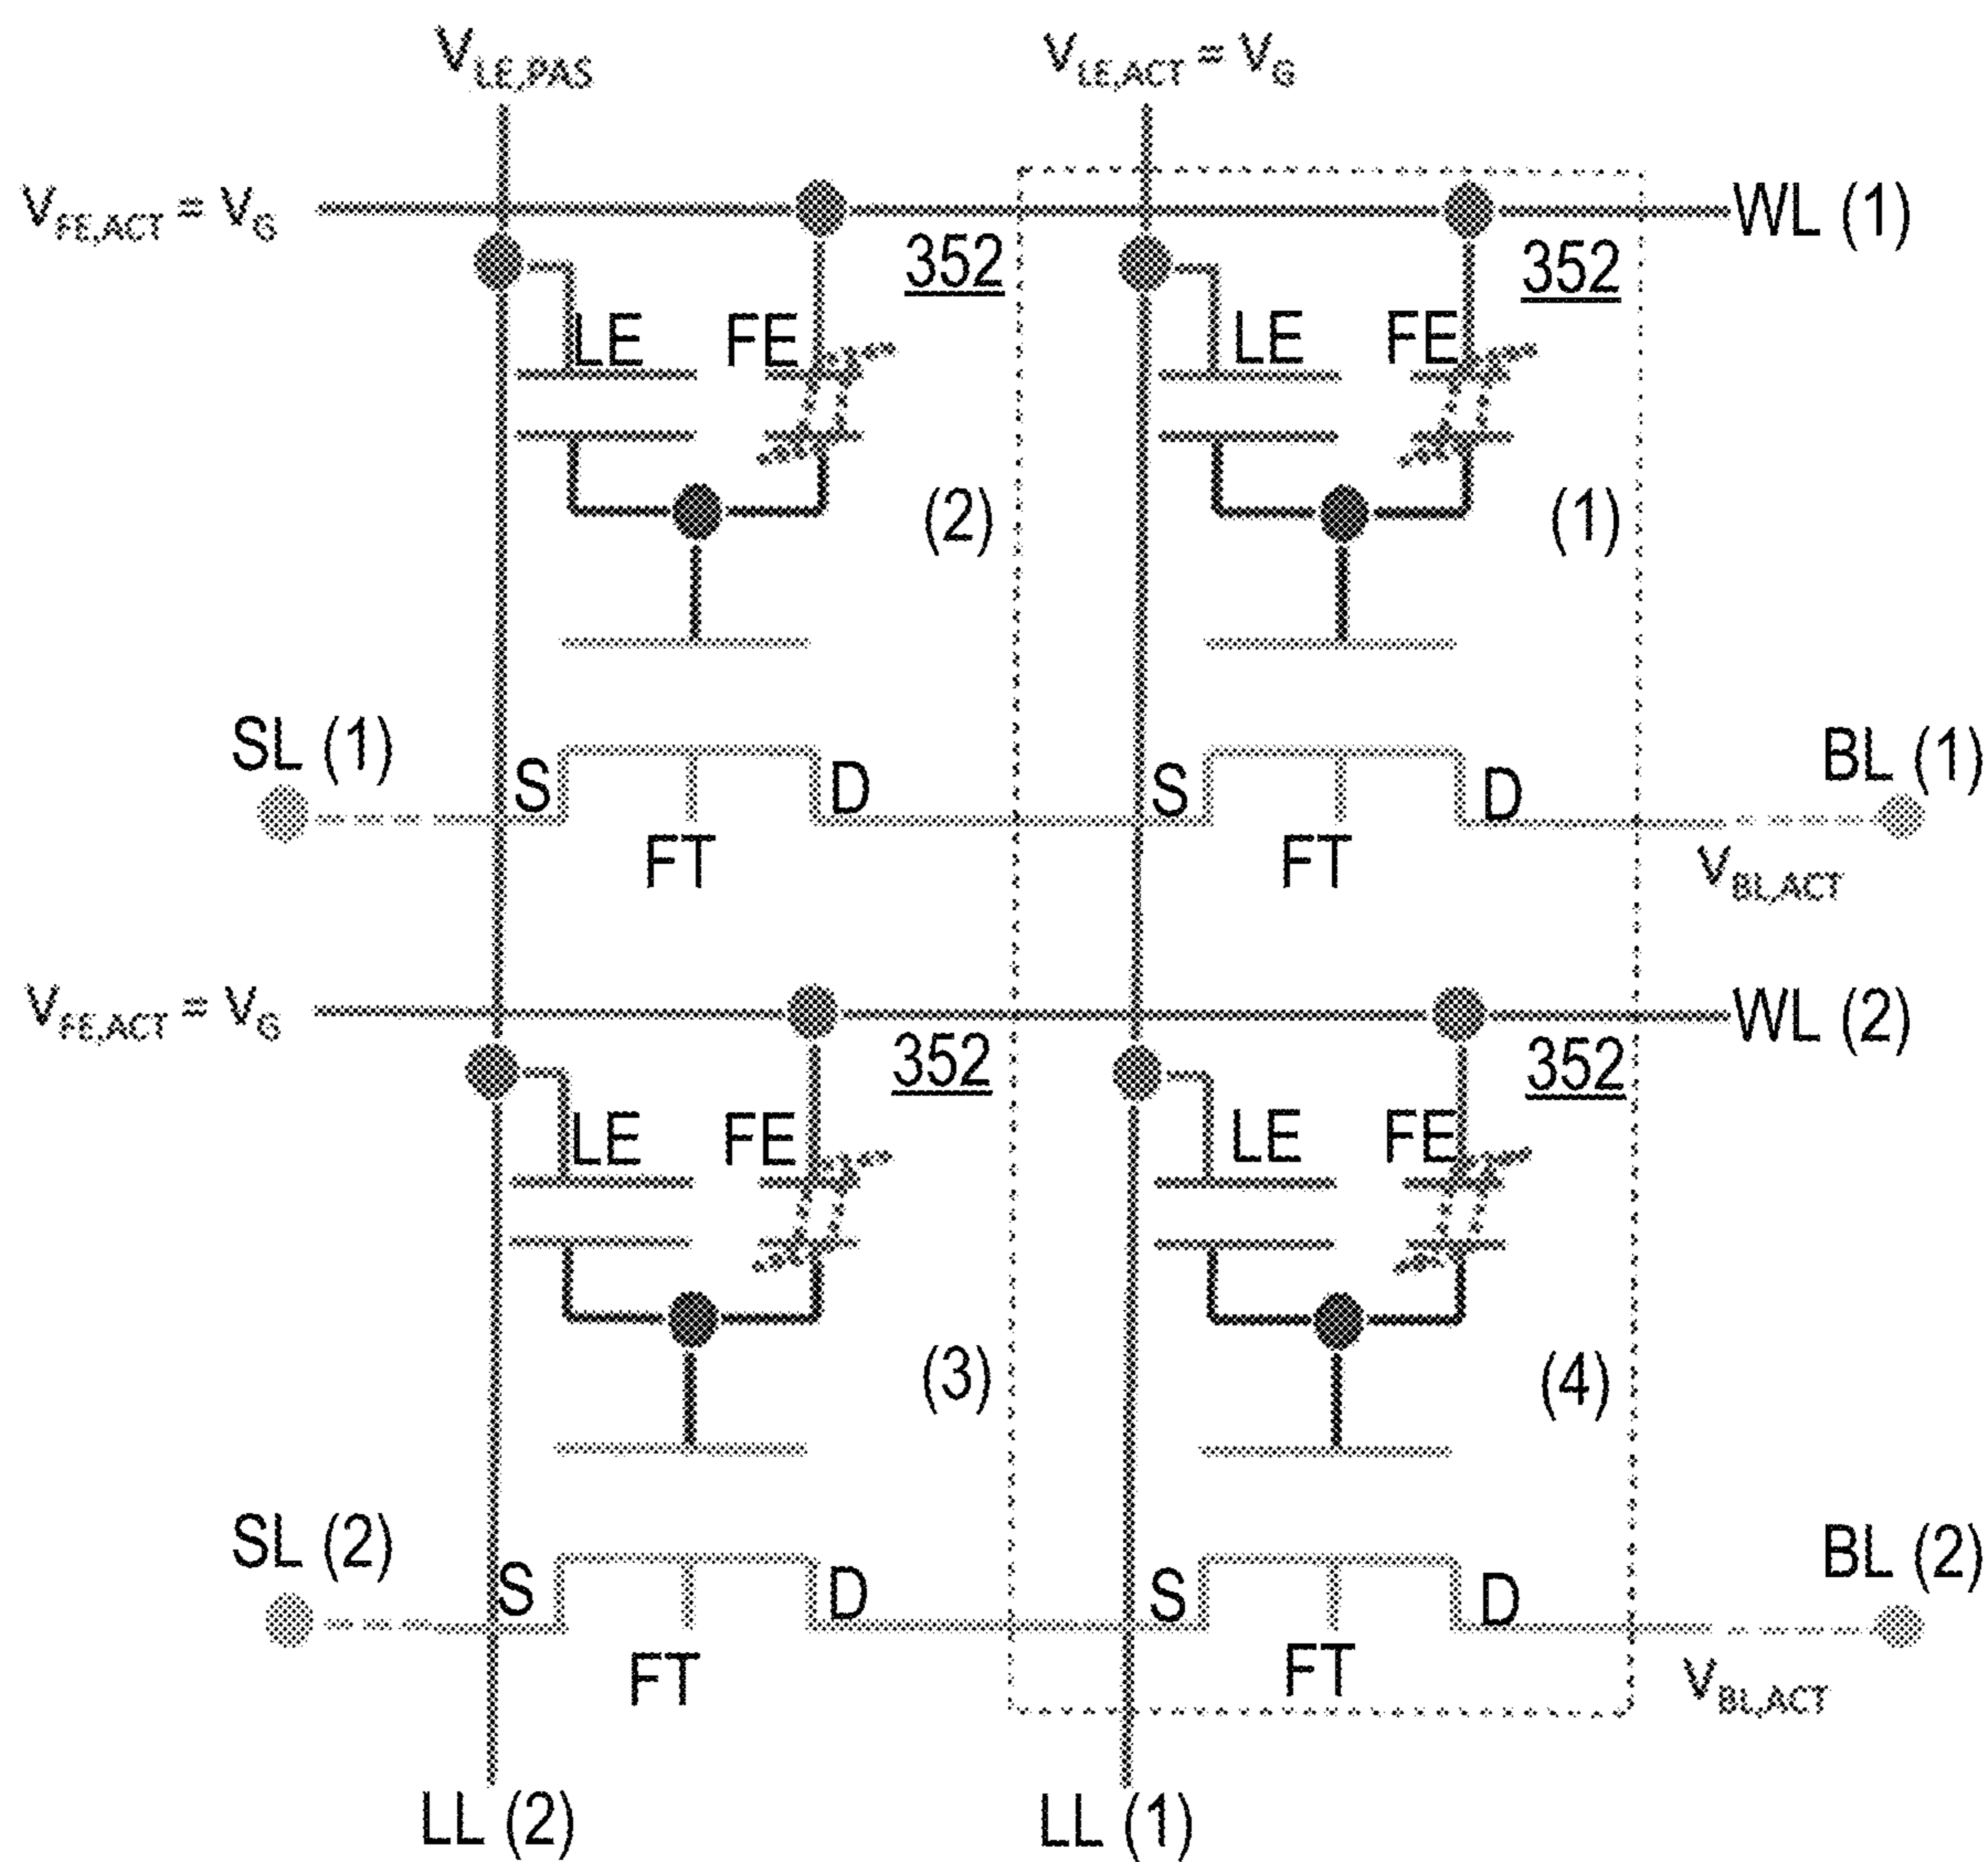 V_LE,PAS V_LE,ACT = V_G
V_FE,ACT = V_G WL (1)
352 352
LE FE LE FE
(2) (1)
SL (1) S D S D BL (1)
FT FT V_BL,ACT
V_FE,ACT = V_G WL (2)
352 352
LE FE LE FE
(3) (4)
SL (2) S D S D BL (2)
FT FT V_BL,ACT
LL (2) LL (1)